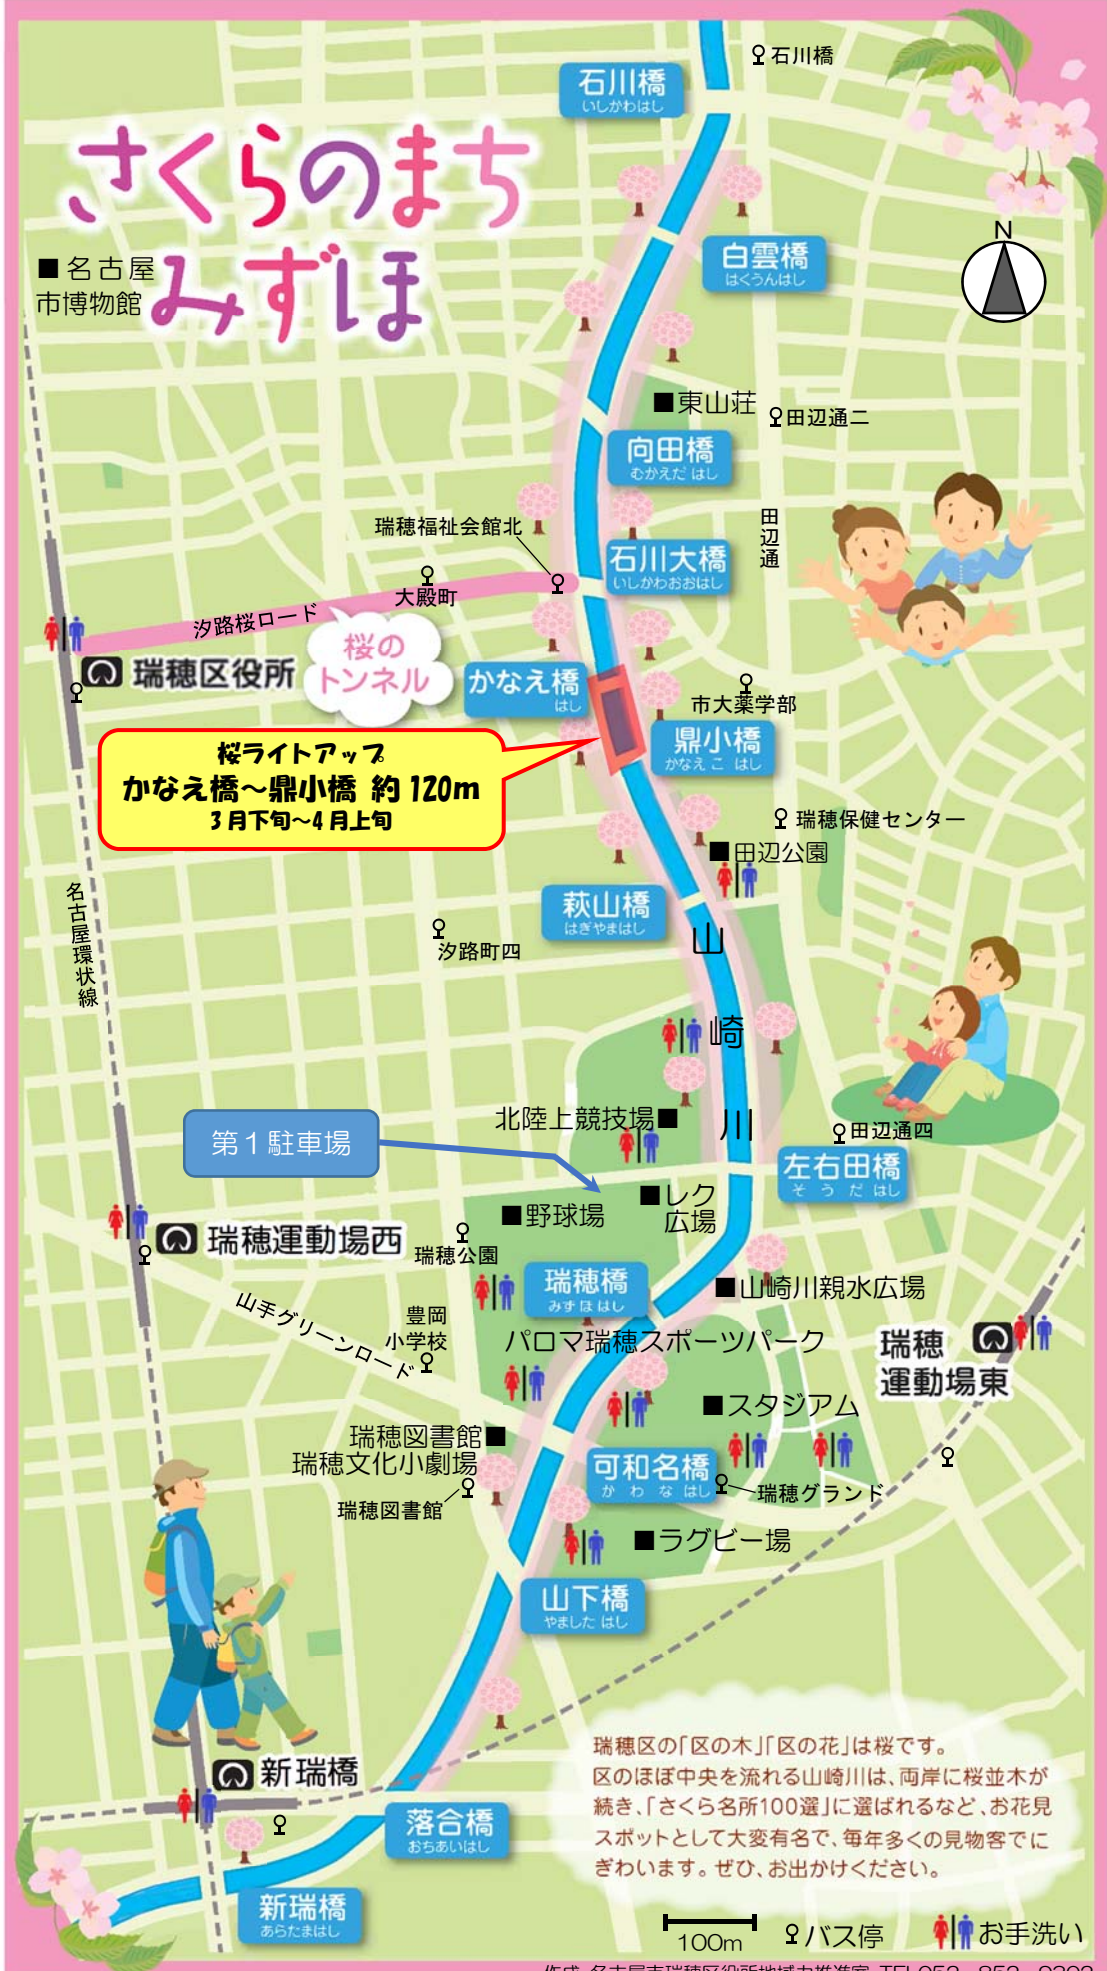 石川橋
石川橋
いしかわはし
さくらのまち
みずほ
■名古屋
市博物館
N
白雲橋
はくうんはし
■東山荘
田辺通二
向田橋
むかえだ はし
田辺通
瑞穂福祉会館北
石川大橋
いしかわおおはし
大殿町
汐路桜ロード
桜の
トンネル
瑞穂区役所
かなえ橋
はし
市大薬学部
鼎小橋
かなえ こ はし
桜ライトアップ
かなえ橋～鼎小橋 約120m
3月下旬～4月上旬
瑞穂保健センター
■田辺公園
名古屋環状線
萩山橋
はぎやまはし
汐路町四
山崎川
北陸上競技場■
第1駐車場
田辺通四
左右田橋
そ う だ はし
■レク
広場
■野球場
瑞穂運動場西
瑞穂公園
瑞穂橋
みずほ はし
■山崎川親水広場
山手グリーンロード
豊岡
小学校
パロマ瑞穂スポーツパーク
瑞穂
運動場東
■スタジアム
瑞穂図書館■
瑞穂文化小劇場
可和名橋
か わ な はし
瑞穂図書館
瑞穂グランド
■ラグビー場
山下橋
やました はし
新瑞橋
落合橋
おちあいはし
新瑞橋
あらたまはし
瑞穂区の「区の木」「区の花」は桜です。
区のほぼ中央を流れる山崎川は、両岸に桜並木が
続き、「さくら名所100選」に選ばれるなど、お花見
スポットとして大変有名で、毎年多くの見物客でに
ぎわいます。ぜひ、お出かけください。
100m
バス停
お手洗い